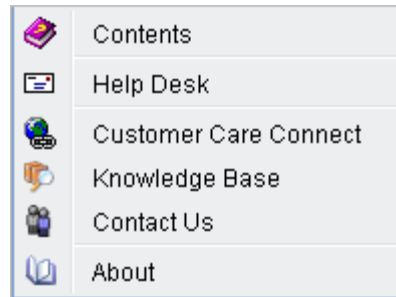 Contents
Help Desk
Customer Care Connect
Knowledge Base
Contact Us
About